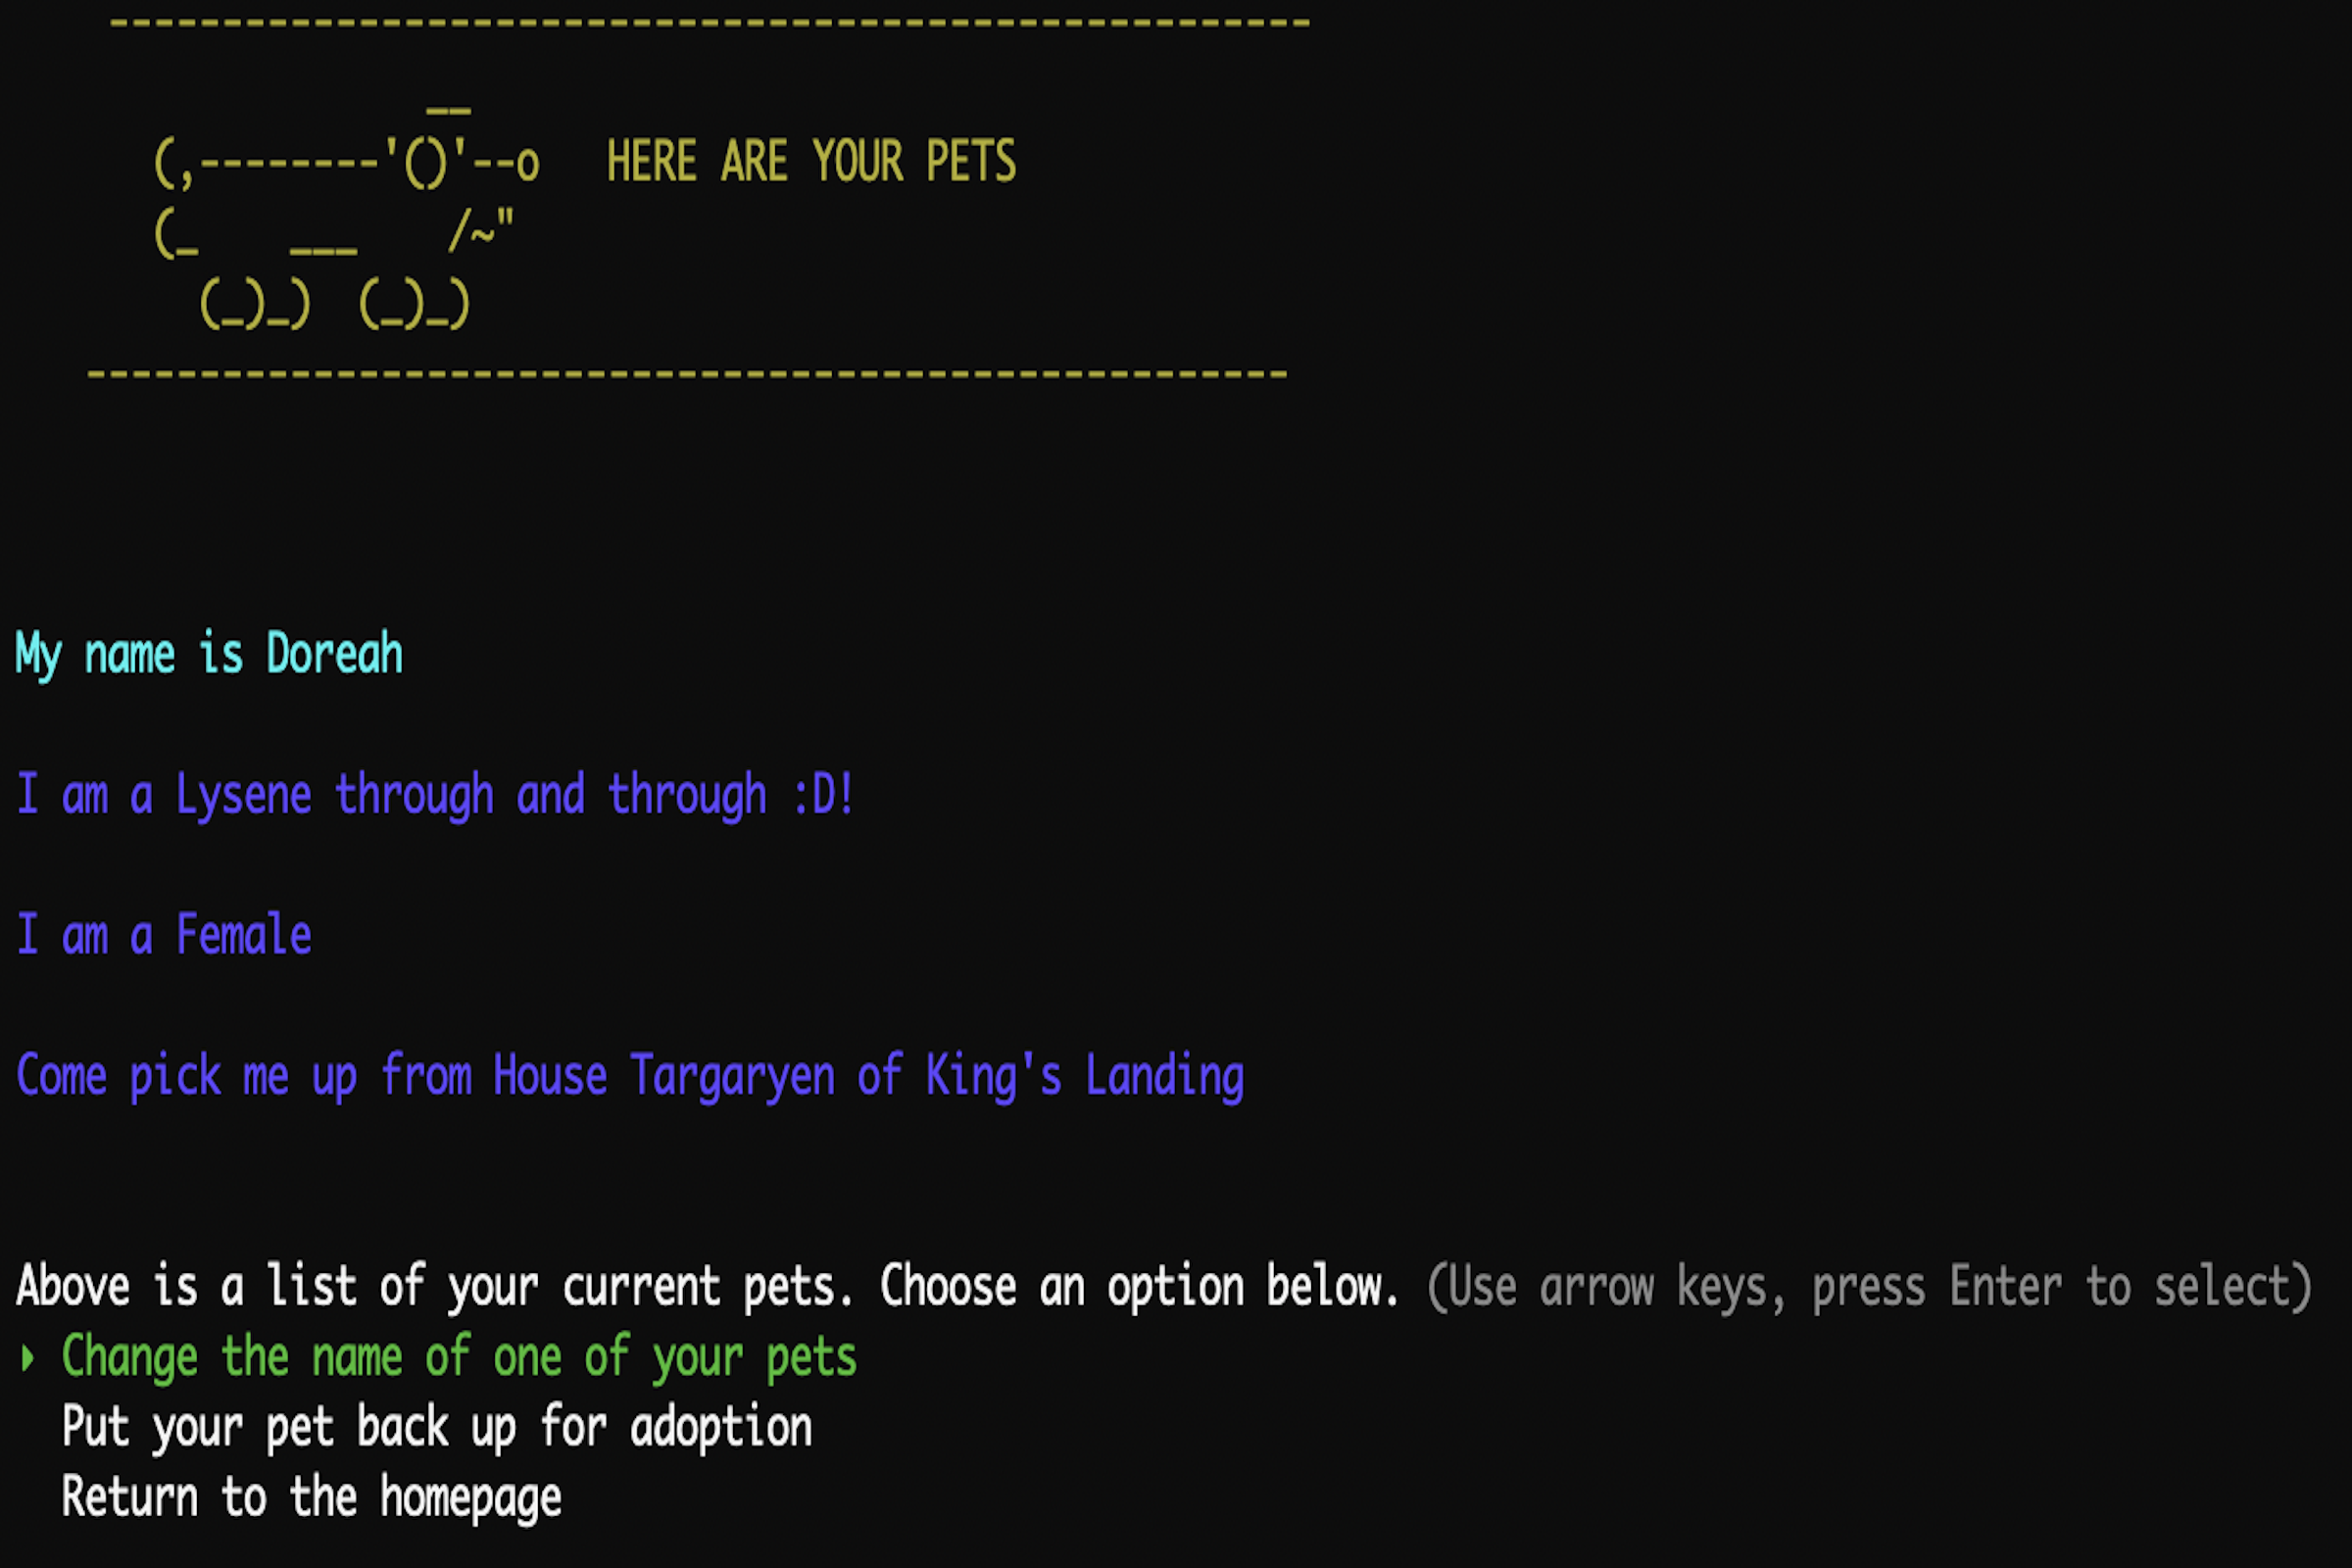 -----------------------------------------------------
              __
  (,--------'()'--o   HERE ARE YOUR PETS
  (_    ___    /~"
    (_)_)  (_)_)
-----------------------------------------------------
My name is Doreah
I am a Lysene through and through :D!
I am a Female
Come pick me up from House Targaryen of King's Landing
Above is a list of your current pets. Choose an option below. (Use arrow keys, press Enter to select)
‣ Change the name of one of your pets
Put your pet back up for adoption
Return to the homepage